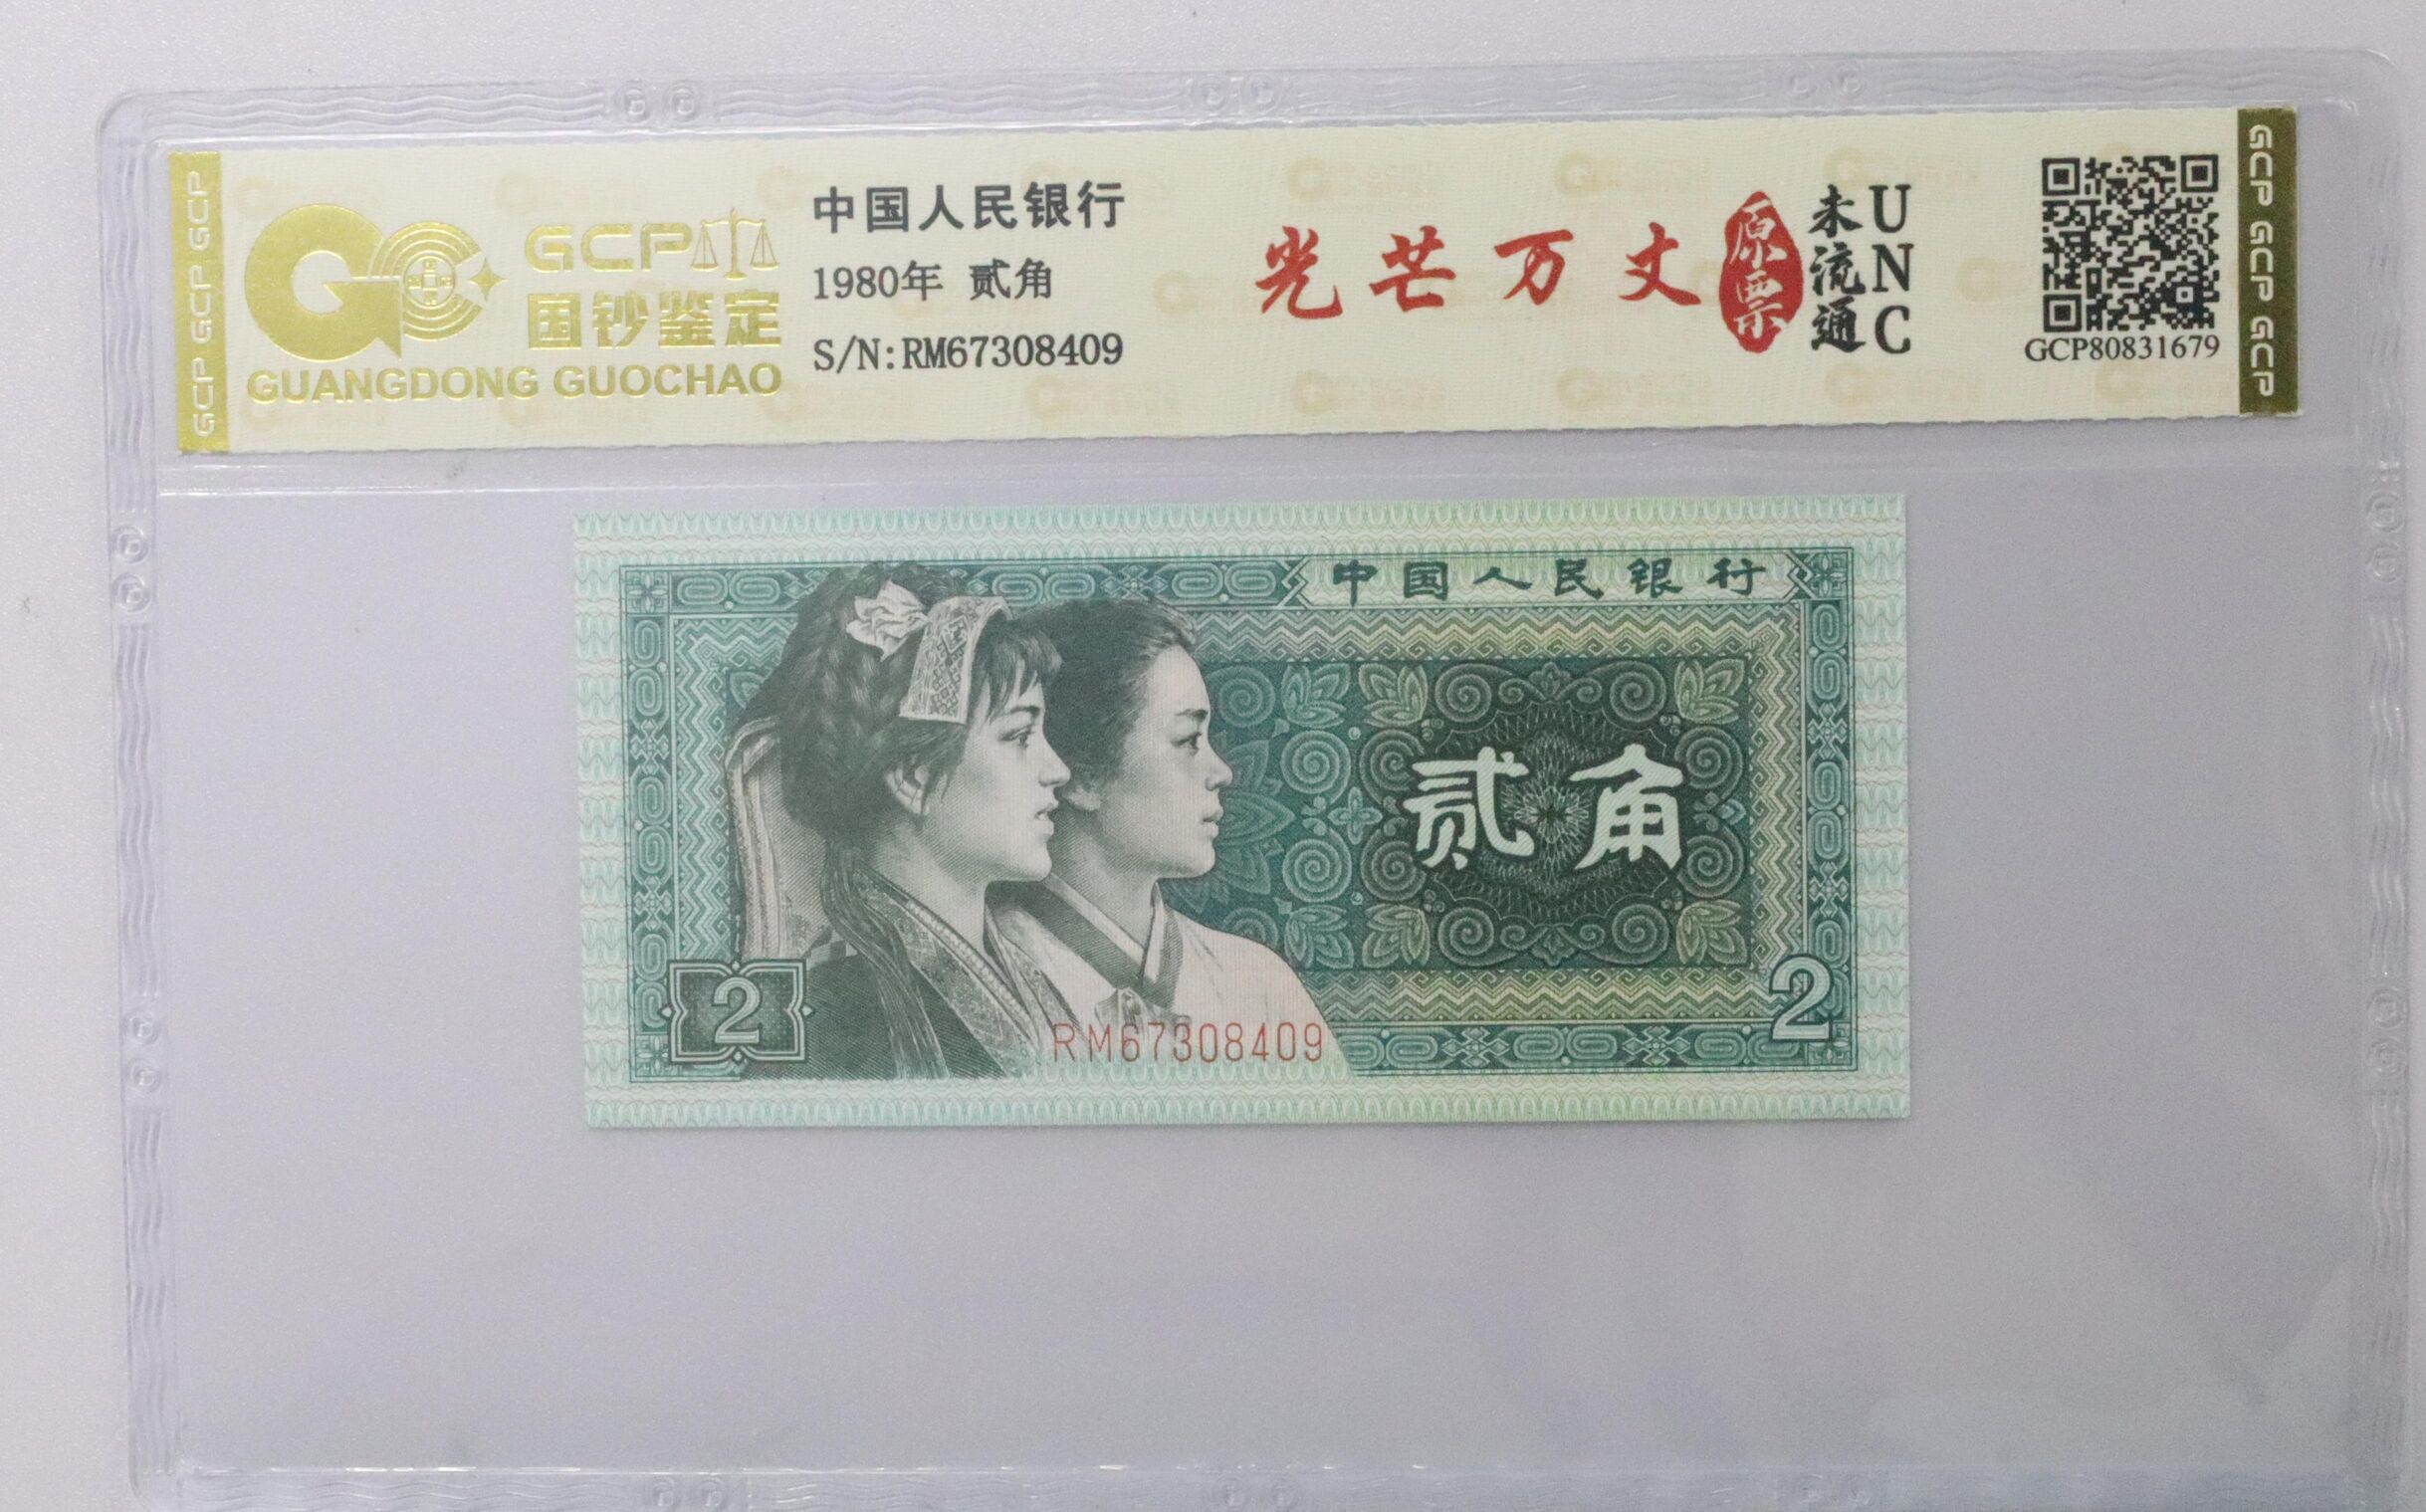 GCP GCP GCP
GCP
国钞鉴定
GUANGDONG GUOCHAO
中国人民银行
1980年 贰角
S/N:RM67308409
光芒万丈
原票
未流通
UNC
GCP80831679
GCP GCP GCP
中国人民银行
贰角
2
2
RM67308409